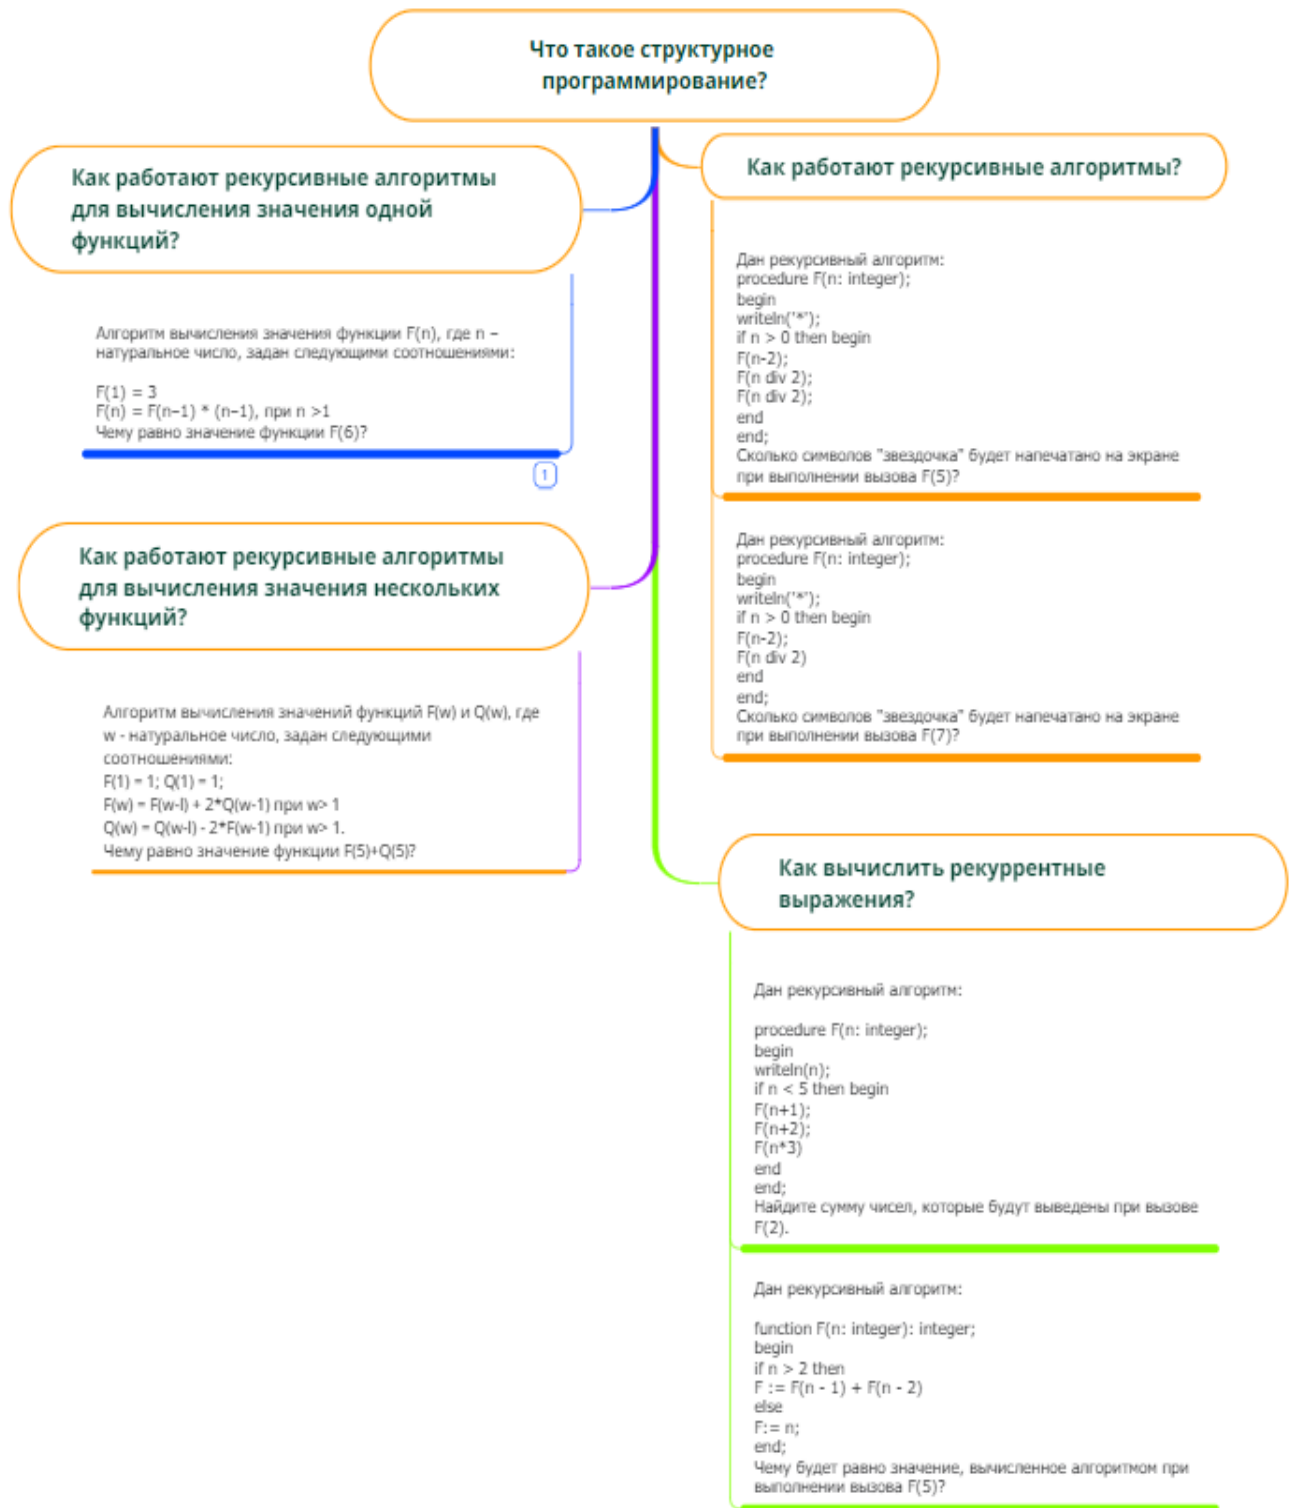 Что такое структурное
программирование?
Как работают рекурсивные алгоритмы
для вычисления значения одной
функций?
Алгоритм вычисления значения функции F(n), где n –
натуральное число, задан следующими соотношениями:
F(1) = 3
F(n) = F(n–1) * (n–1), при n >1
Чему равно значение функции F(6)?
1
Как работают рекурсивные алгоритмы
для вычисления значения нескольких
функций?
Алгоритм вычисления значений функций F(w) и Q(w), где
w - натуральное число, задан следующими
соотношениями:
F(1) = 1; Q(1) = 1;
F(w) = F(w-l) + 2*Q(w-1) при w> 1
Q(w) = Q(w-l) - 2*F(w-1) при w> 1.
Чему равно значение функции F(5)+Q(5)?
Как работают рекурсивные алгоритмы?
Дан рекурсивный алгоритм:
procedure F(n: integer);
begin
writeln('*');
if n > 0 then begin
F(n-2);
F(n div 2);
F(n div 2);
end
end;
Сколько символов "звездочка" будет напечатано на экране
при выполнении вызова F(5)?
Дан рекурсивный алгоритм:
procedure F(n: integer);
begin
writeln('*');
if n > 0 then begin
F(n-2);
F(n div 2)
end
end;
Сколько символов "звездочка" будет напечатано на экране
при выполнении вызова F(7)?
Как вычислить рекуррентные
выражения?
Дан рекурсивный алгоритм:
procedure F(n: integer);
begin
writeln(n);
if n < 5 then begin
F(n+1);
F(n+2);
F(n*3)
end
end;
Найдите сумму чисел, которые будут выведены при вызове
F(2).
Дан рекурсивный алгоритм:
function F(n: integer): integer;
begin
if n > 2 then
F := F(n - 1) + F(n - 2)
else
F:= n;
end;
Чему будет равно значение, вычисленное алгоритмом при
выполнении вызова F(5)?